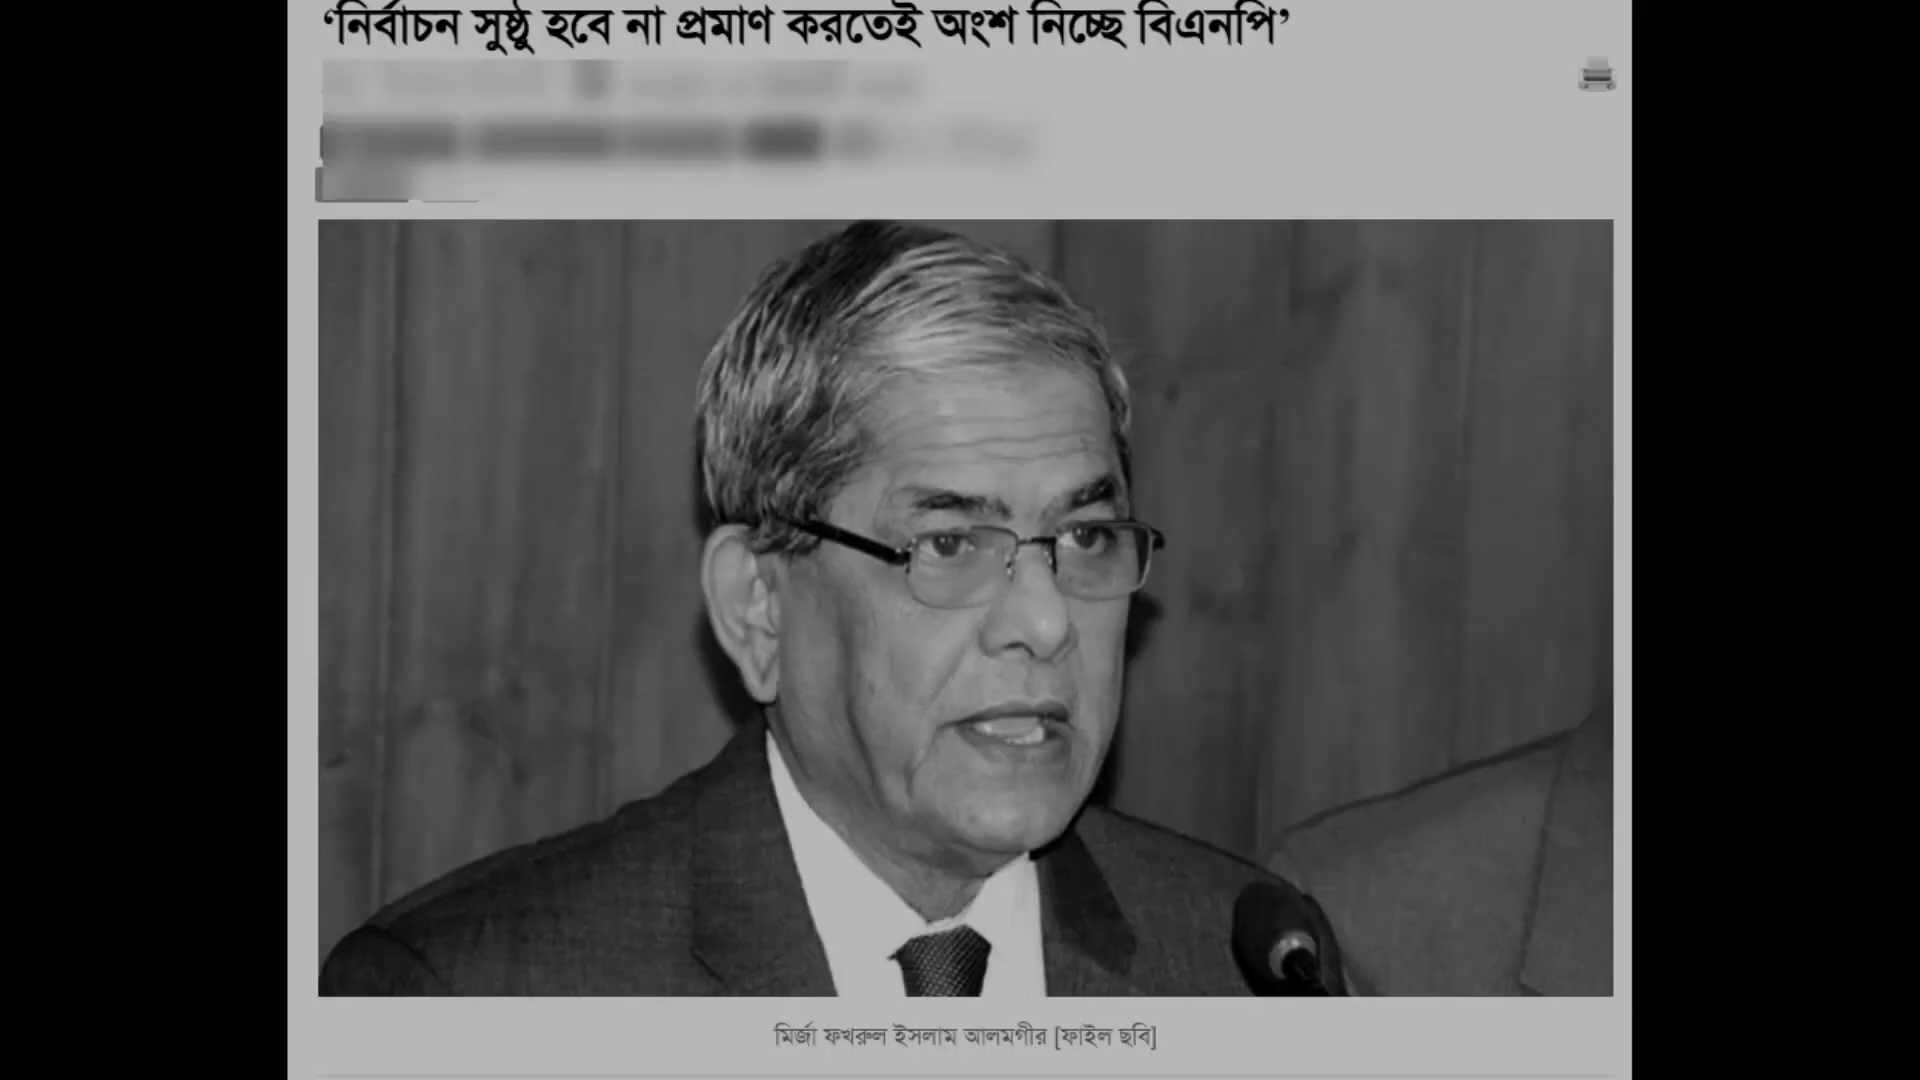 ‘নির্বাচন সুষ্ঠু হবে না প্রমাণ করতেই অংশ নিচ্ছে বিএনপি’
মির্জা ফখরুল ইসলাম আলমগীর [ফাইল ছবি]